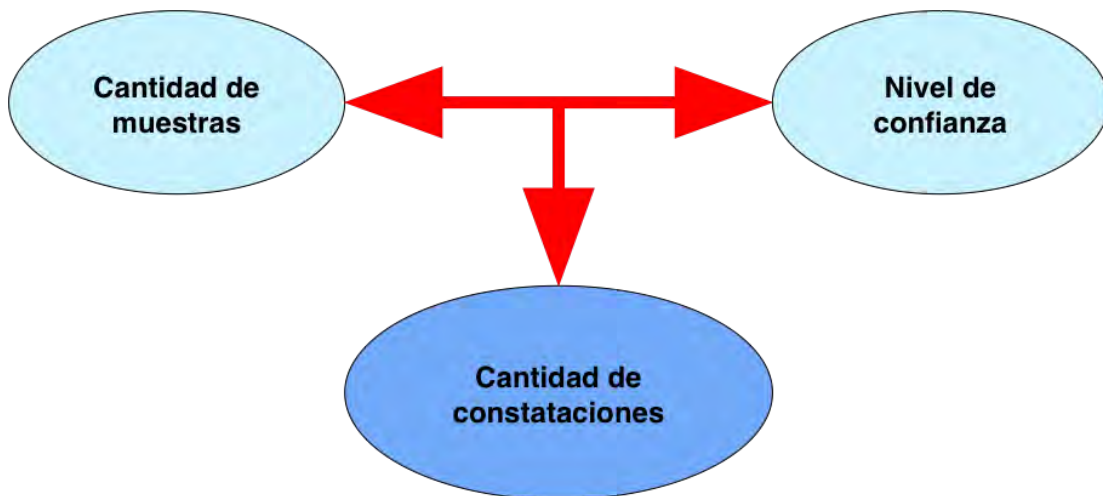 Cantidad de
muestras
Nivel de
confianza
Cantidad de
constataciones